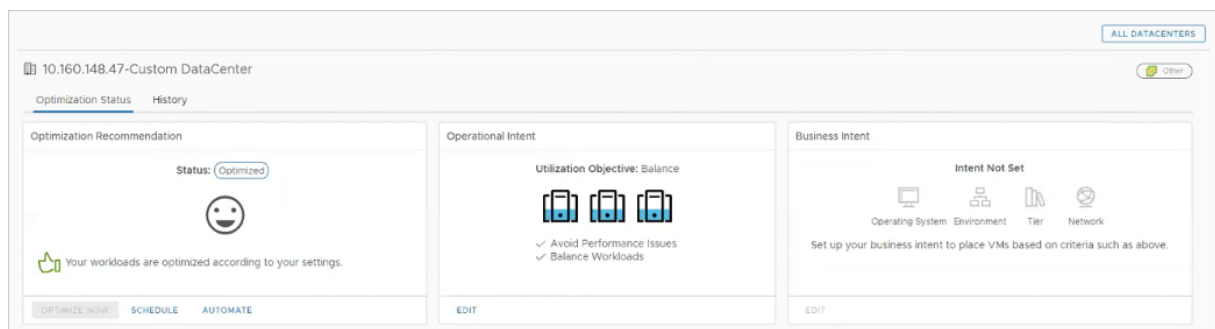 ALL DATACENTERS
10.160.148.47-Custom DataCenter
Other
Optimization Status History
Optimization Recommendation
Status: Optimized
Your workloads are optimized according to your settings.
OPTIMIZE NOW SCHEDULE AUTOMATE
Operational Intent
Utilization Objective: Balance
Avoid Performance Issues
Balance Workloads
EDIT
Business Intent
Intent Not Set
Operating System Environment Tier Network
Set up your business intent to place VMs based on criteria such as above.
EDIT